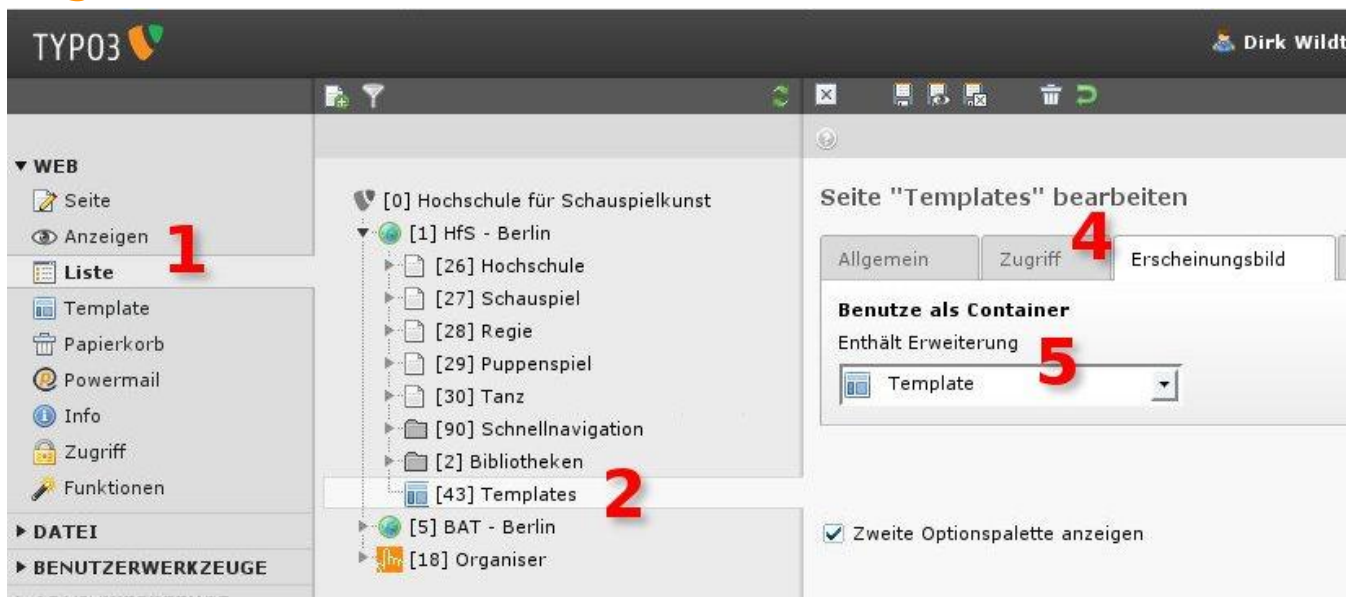 TYPO3
Dirk Wildt
WEB
Seite
Anzeigen
1
Liste
Template
Papierkorb
Powermail
Info
Zugriff
Funktionen
DATEI
BENUTZERWERKZEUGE
[0] Hochschule für Schauspielkunst
[1] HfS - Berlin
[26] Hochschule
[27] Schauspiel
[28] Regie
[29] Puppenspiel
[30] Tanz
[90] Schnellnavigation
[2] Bibliotheken
[43] Templates
2
[5] BAT - Berlin
[18] Organiser
Seite "Templates" bearbeiten
4
Allgemein Zugriff Erscheinungsbild
Benutze als Container
Enthält Erweiterung
5
Template
Zweite Optionspalette anzeigen